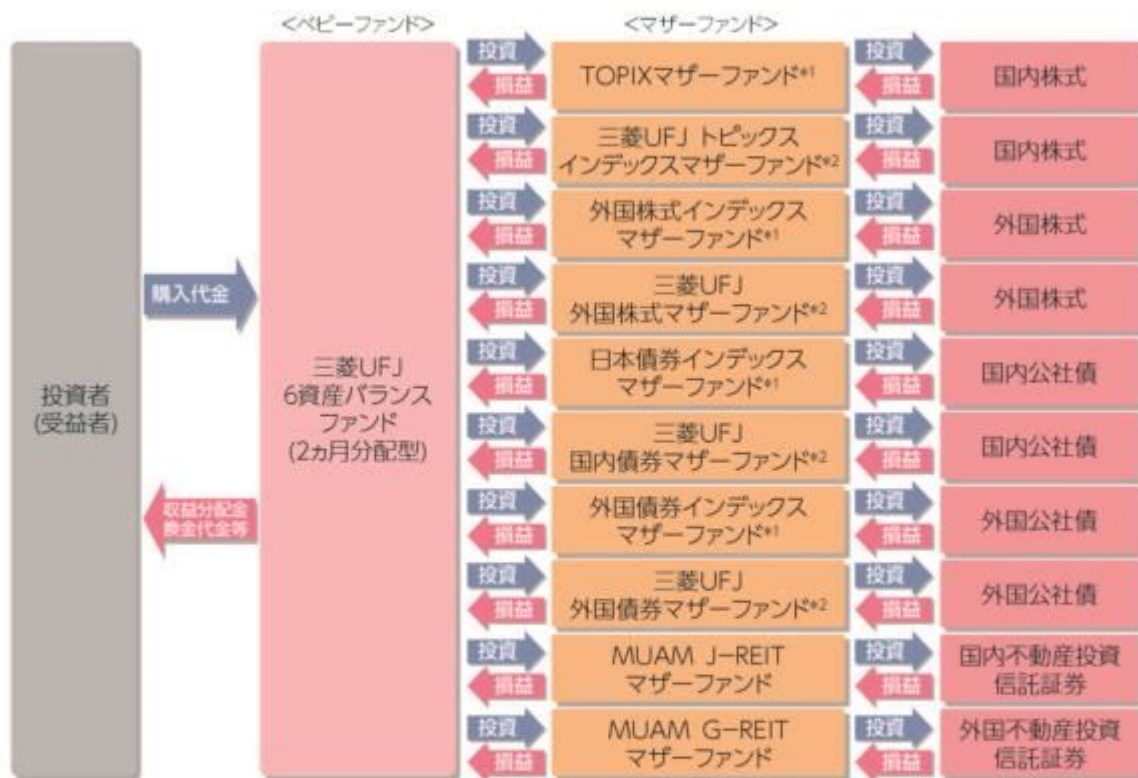 <ベビーファンド>
<マザーファンド>
投資者
(受益者)
購入代金
収益分配金
換金代金等
三菱UFJ
6資産バランス
ファンド
(2ヵ月分配型)
投資
損益
TOPIXマザーファンド*1
投資
損益
国内株式
投資
損益
三菱UFJ トピックス
インデックスマザーファンド*2
投資
損益
国内株式
投資
損益
外国株式インデックス
マザーファンド*1
投資
損益
外国株式
投資
損益
三菱UFJ
外国株式マザーファンド*2
投資
損益
外国株式
投資
損益
日本債券インデックス
マザーファンド*1
投資
損益
国内公社債
投資
損益
三菱UFJ
国内債券マザーファンド*2
投資
損益
国内公社債
投資
損益
外国債券インデックス
マザーファンド*1
投資
損益
外国公社債
投資
損益
三菱UFJ
外国債券マザーファンド*2
投資
損益
外国公社債
投資
損益
MUAM J-REIT
マザーファンド
投資
損益
国内不動産投資
信託証券
投資
損益
MUAM G-REIT
マザーファンド
投資
損益
外国不動産投資
信託証券